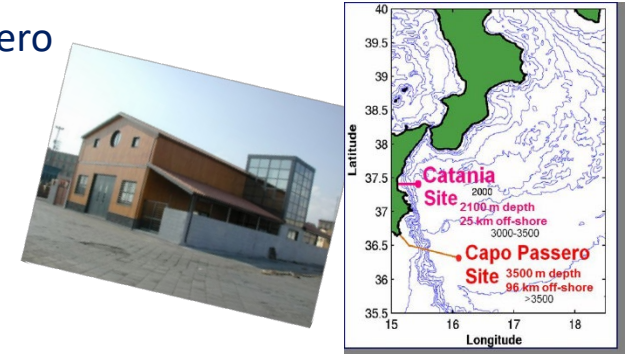 ero
40
39.5
39
38.5
38
37.5
37
36.5
36
35.5
Latitude
Catania
Site
2000
2100 m depth
25 km off-shore
3000-3500
Capo Passero
Site
3500 m depth
96 km off-shore
>3500
15 16 17 18
Longitude